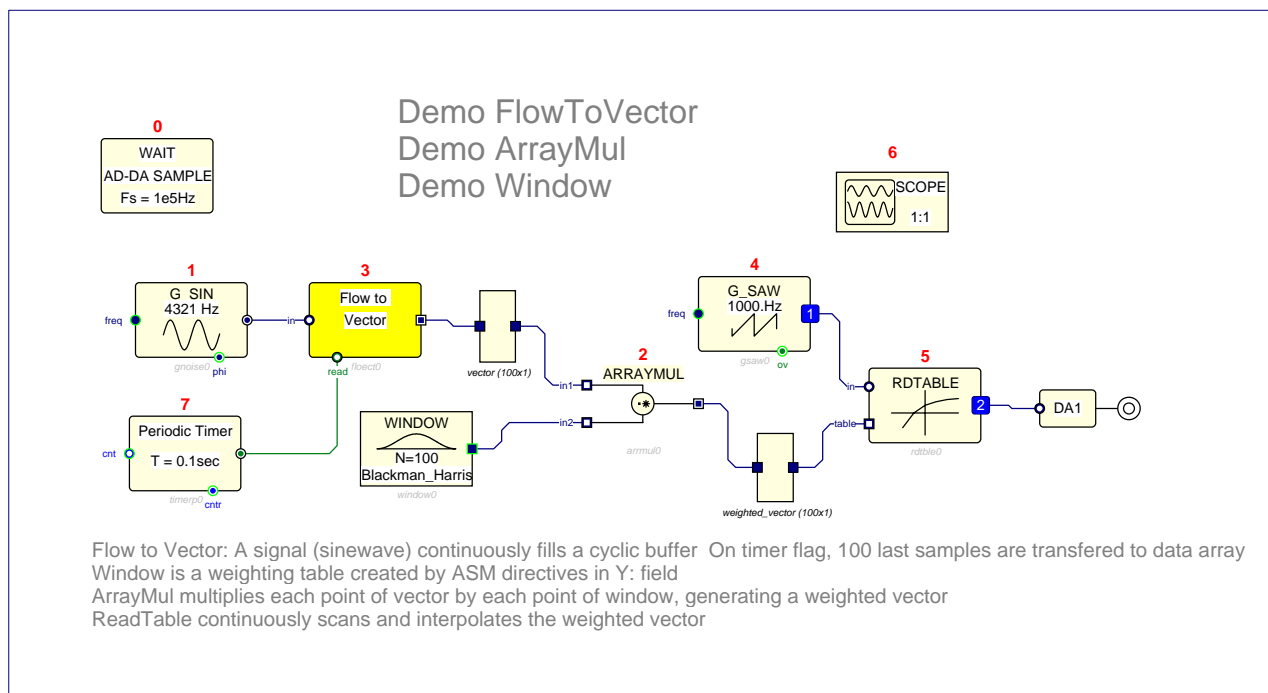 Demo FlowToVector
Demo ArrayMul
Demo Window
0
WAIT
AD-DA SAMPLE
Fs = 1e5Hz
6
SCOPE
1:1
1
G_SIN
4321 Hz
freq
phi
gnoise0
3
Flow to
Vector
in
read
floect0
vector (100x1)
4
G_SAW
1000.Hz
freq
1
gsaw0
ov
2
ARRAYMUL
in1
in2
arrmul0
5
RDTABLE
in
table
2
rdtble0
DA1
7
Periodic Timer
T = 0.1sec
cnt
timerp0
cntr
WINDOW
N=100
Blackman_Harris
window0
weighted_vector (100x1)
Flow to Vector: A signal (sinewave) continuously fills a cyclic buffer  On timer flag, 100 last samples are transfered to data array
Window is a weighting table created by ASM directives in Y: field
ArrayMul multiplies each point of vector by each point of window, generating a weighted vector
ReadTable continuously scans and interpolates the weighted vector